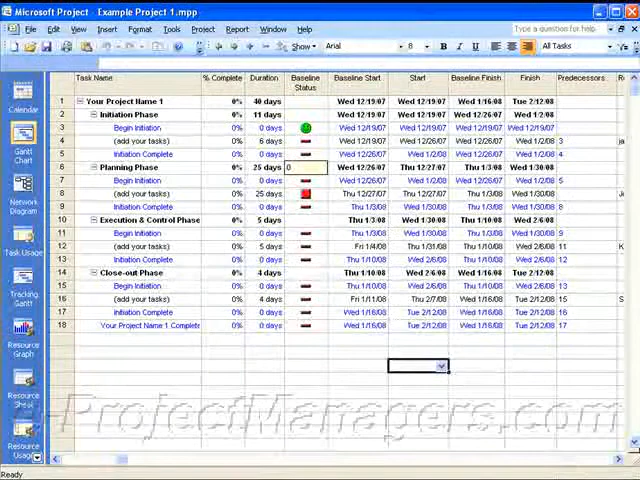 Microsoft Project - Example Project 1.mpp
File Edit View Insert Format Tools Project Report Window Help Type a question for help
Show Arial 8 B I U All Tasks
Task Name % Complete Duration Baseline Status Baseline Start Start Baseline Finish Finish Predecessors
1 Your Project Name 1 0% 40 days Wed 12/19/07 Wed 12/19/07 Wed 1/16/08 Tue 2/12/08
2 Initiation Phase 0% 11 days Wed 12/19/07 Wed 12/19/07 Wed 12/26/07 Wed 1/2/08
3 Begin Initiation 0% 0 days Wed 12/19/07 Wed 12/19/07 Wed 12/19/07 Wed 12/19/07
4 (add your tasks) 0% 6 days Wed 12/19/07 Wed 12/26/07 Wed 12/26/07 Wed 1/2/08 3
5 Initiation Complete 0% 0 days Wed 12/26/07 Wed 1/2/08 Wed 12/26/07 Wed 1/2/08 4
6 Planning Phase 0% 25 days 0 Wed 12/26/07 Thu 12/27/07 Thu 1/3/08 Wed 1/30/08
7 Begin Initiation 0% 0 days Wed 12/26/07 Wed 1/2/08 Wed 12/26/07 Wed 1/2/08 5
8 (add your tasks) 0% 25 days Thu 12/27/07 Thu 12/27/07 Thu 1/3/08 Wed 1/30/08
9 Initiation Complete 0% 0 days Thu 1/3/08 Wed 1/30/08 Thu 1/3/08 Wed 1/30/08 8
10 Execution & Control Phase 0% 5 days Thu 1/3/08 Wed 1/30/08 Thu 1/10/08 Wed 2/6/08
11 Begin Initiation 0% 0 days Thu 1/3/08 Wed 1/30/08 Thu 1/3/08 Wed 1/30/08 9
12 (add your tasks) 0% 5 days Fri 1/4/08 Thu 1/31/08 Thu 1/10/08 Wed 2/6/08 11
13 Initiation Complete 0% 0 days Thu 1/10/08 Wed 2/6/08 Thu 1/10/08 Wed 2/6/08 12
14 Close-out Phase 0% 4 days Thu 1/10/08 Wed 2/6/08 Wed 1/16/08 Tue 2/12/08
15 Begin Initiation 0% 0 days Thu 1/10/08 Wed 2/6/08 Thu 1/10/08 Wed 2/6/08 13
16 (add your tasks) 0% 4 days Fri 1/11/08 Thu 2/7/08 Wed 1/16/08 Tue 2/12/08 15
17 Initiation Complete 0% 0 days Wed 1/16/08 Tue 2/12/08 Wed 1/16/08 Tue 2/12/08 16
18 Your Project Name 1 Complete 0% 0 days Wed 1/16/08 Tue 2/12/08 Wed 1/16/08 Tue 2/12/08 17
Calendar
Gantt Chart
Network Diagram
Task Usage
Tracking Gantt
Resource Graph
Resource Sheet
Resource
ProjectManagers.com
Ready